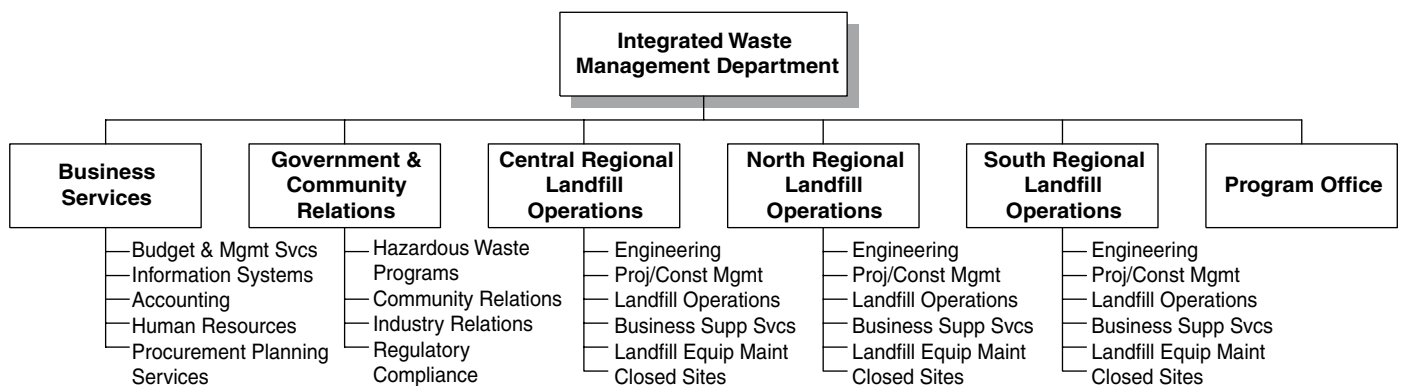 Integrated Waste
Management Department
Business
Services
Government &
Community
Relations
Central Regional
Landfill
Operations
North Regional
Landfill
Operations
South Regional
Landfill
Operations
Program Office
Budget & Mgmt Svcs
Information Systems
Accounting
Human Resources
Procurement Planning
Services
Hazardous Waste
Programs
Community Relations
Industry Relations
Regulatory
Compliance
Engineering
Proj/Const Mgmt
Landfill Operations
Business Supp Svcs
Landfill Equip Maint
Closed Sites
Engineering
Proj/Const Mgmt
Landfill Operations
Business Supp Svcs
Landfill Equip Maint
Closed Sites
Engineering
Proj/Const Mgmt
Landfill Operations
Business Supp Svcs
Landfill Equip Maint
Closed Sites